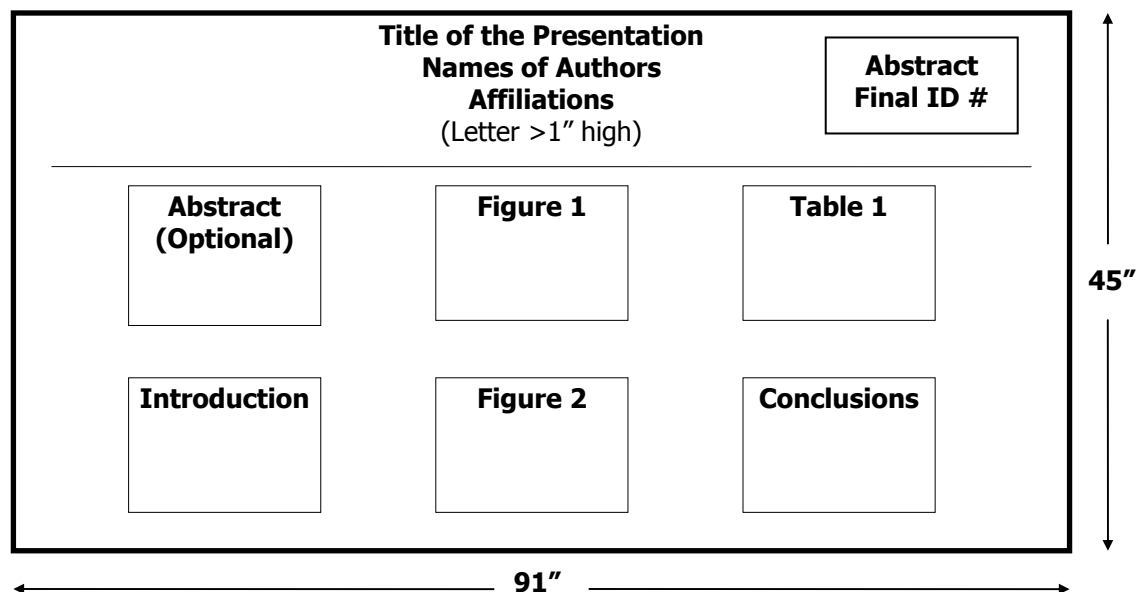 Title of the Presentation
Names of Authors
Affiliations
(Letter >1″ high)
Abstract
Final ID #
Abstract
(Optional)
Figure 1
Table 1
45″
Introduction
Figure 2
Conclusions
91″